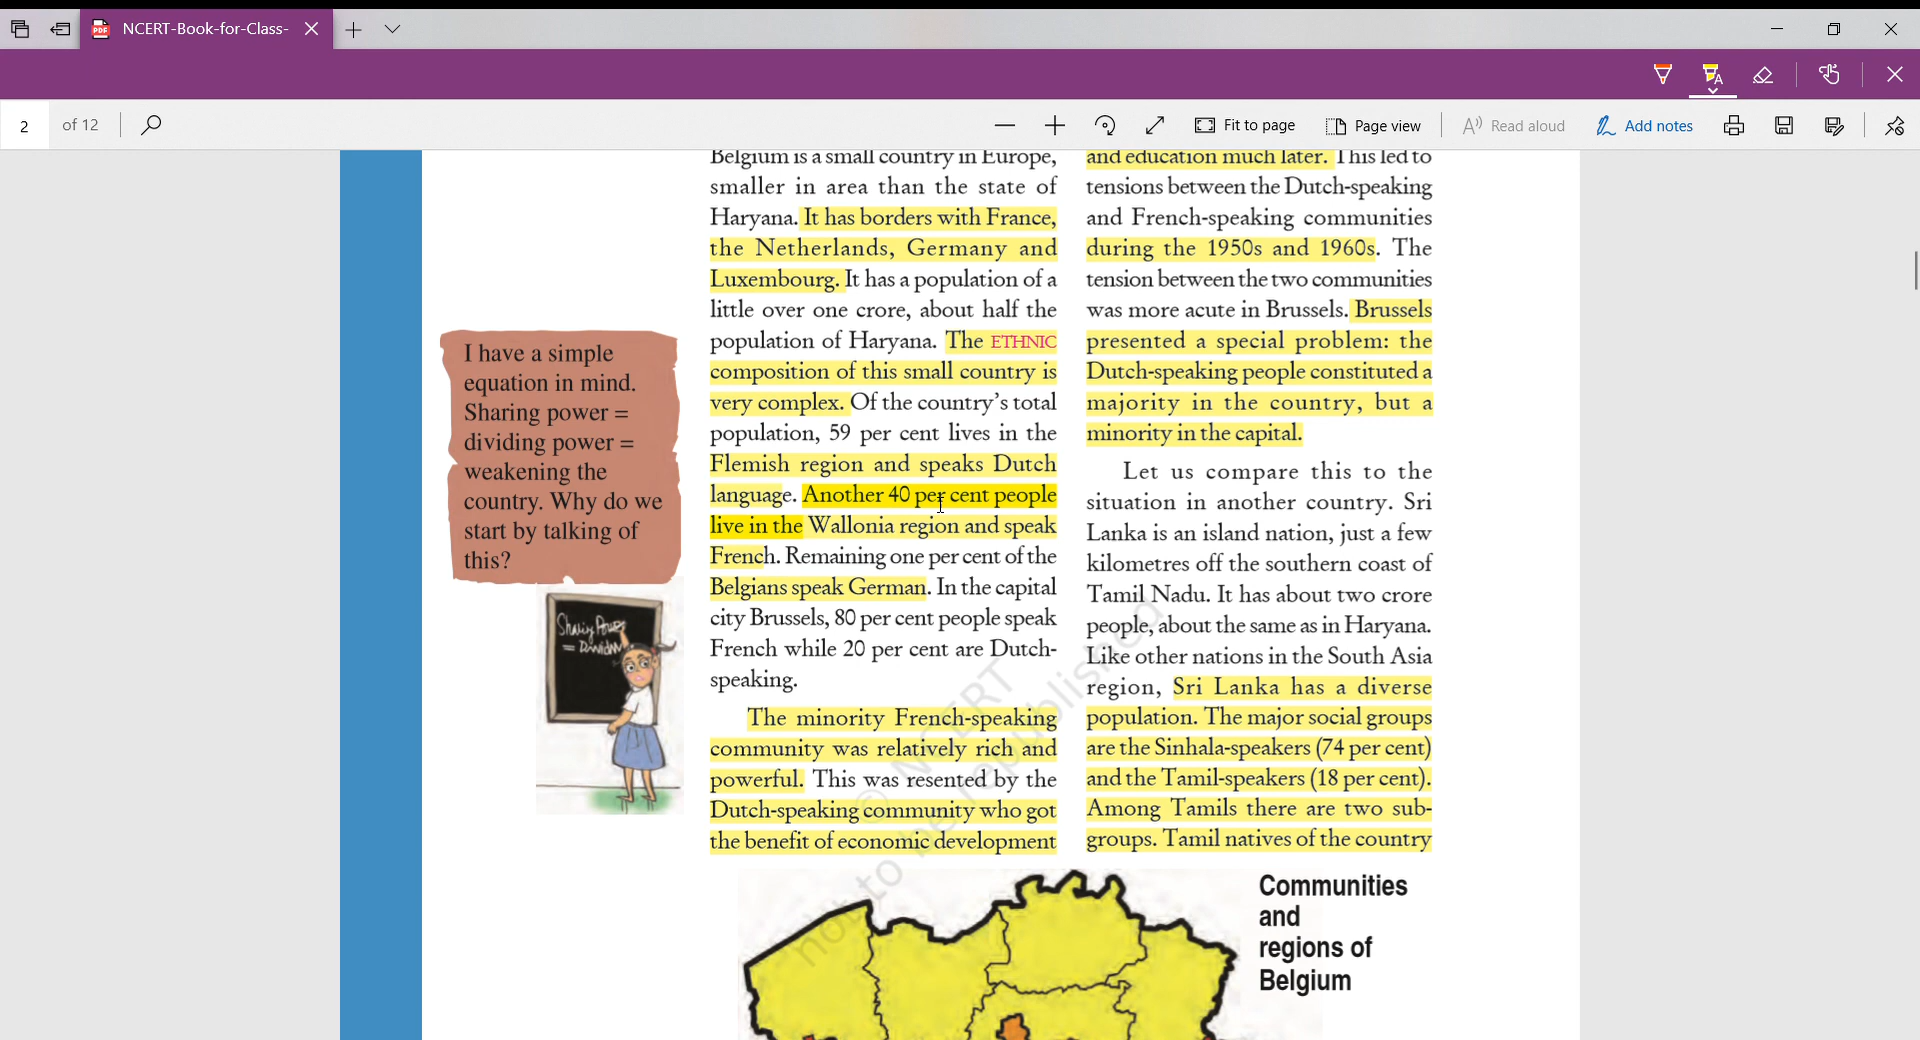 NCERT-Book-for-Class-
2
of 12
Fit to page
Page view
Read aloud
Add notes
I have a simple
equation in mind.
Sharing power =
dividing power =
weakening the
country. Why do we
start by talking of
this?
Sharing Power
= Dividin
Belgium is a small country in Europe,
smaller in area than the state of
Haryana. It has borders with France,
the Netherlands, Germany and
Luxembourg. It has a population of a
little over one crore, about half the
population of Haryana. The ETHNIC
composition of this small country is
very complex. Of the country's total
population, 59 per cent lives in the
Flemish region and speaks Dutch
language. Another 40 per cent people
live in the Wallonia region and speak
French. Remaining one per cent of the
Belgians speak German. In the capital
city Brussels, 80 per cent people speak
French while 20 per cent are Dutch-
speaking.
The minority French-speaking
community was relatively rich and
powerful. This was resented by the
Dutch-speaking community who got
the benefit of economic development
and education much later. This led to
tensions between the Dutch-speaking
and French-speaking communities
during the 1950s and 1960s. The
tension between the two communities
was more acute in Brussels. Brussels
presented a special problem: the
Dutch-speaking people constituted a
majority in the country, but a
minority in the capital.
Let us compare this to the
situation in another country. Sri
Lanka is an island nation, just a few
kilometres off the southern coast of
Tamil Nadu. It has about two crore
people, about the same as in Haryana.
Like other nations in the South Asia
region, Sri Lanka has a diverse
population. The major social groups
are the Sinhala-speakers (74 per cent)
and the Tamil-speakers (18 per cent).
Among Tamils there are two sub-
groups. Tamil natives of the country
© NCERT
not to be republished
Communities
and
regions of
Belgium